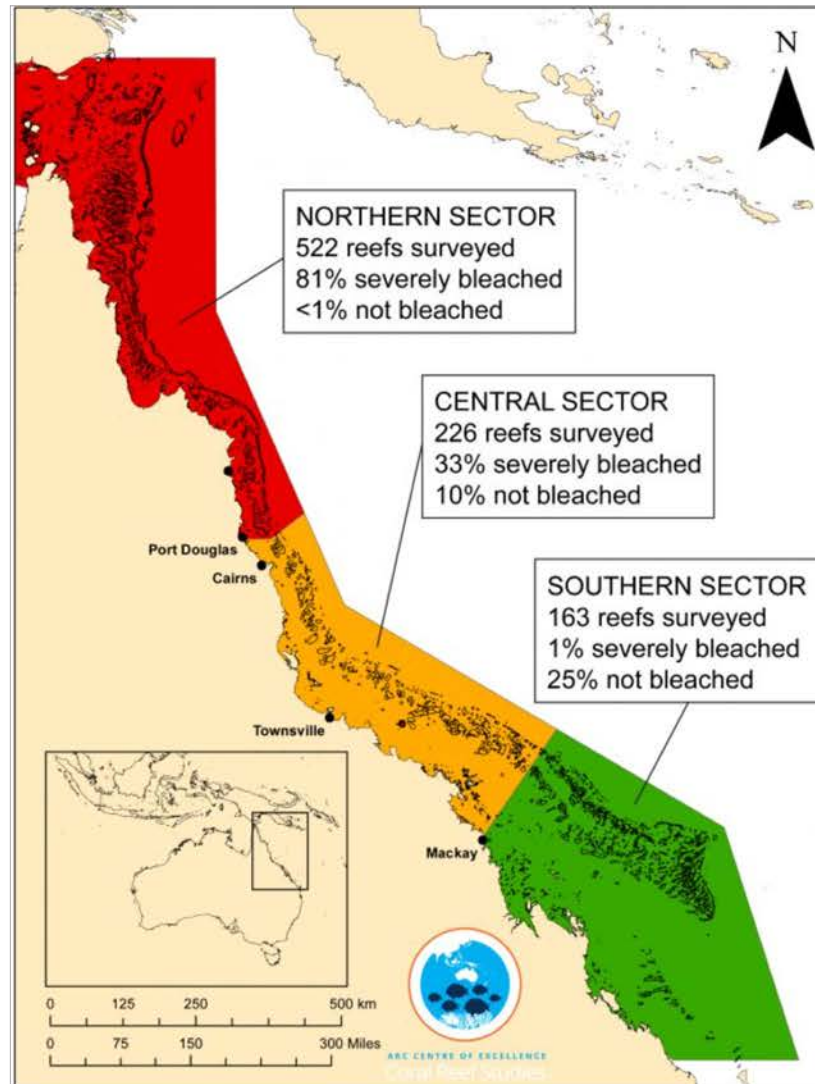 N
NORTHERN SECTOR
522 reefs surveyed
81% severely bleached
<1% not bleached
CENTRAL SECTOR
226 reefs surveyed
33% severely bleached
10% not bleached
Port Douglas
Cairns
SOUTHERN SECTOR
163 reefs surveyed
1% severely bleached
25% not bleached
Townsville
Mackay
0 125 250 500 km
0 75 150 300 Miles
ARC CENTRE OF EXCELLENCE
Coral Reef Studies